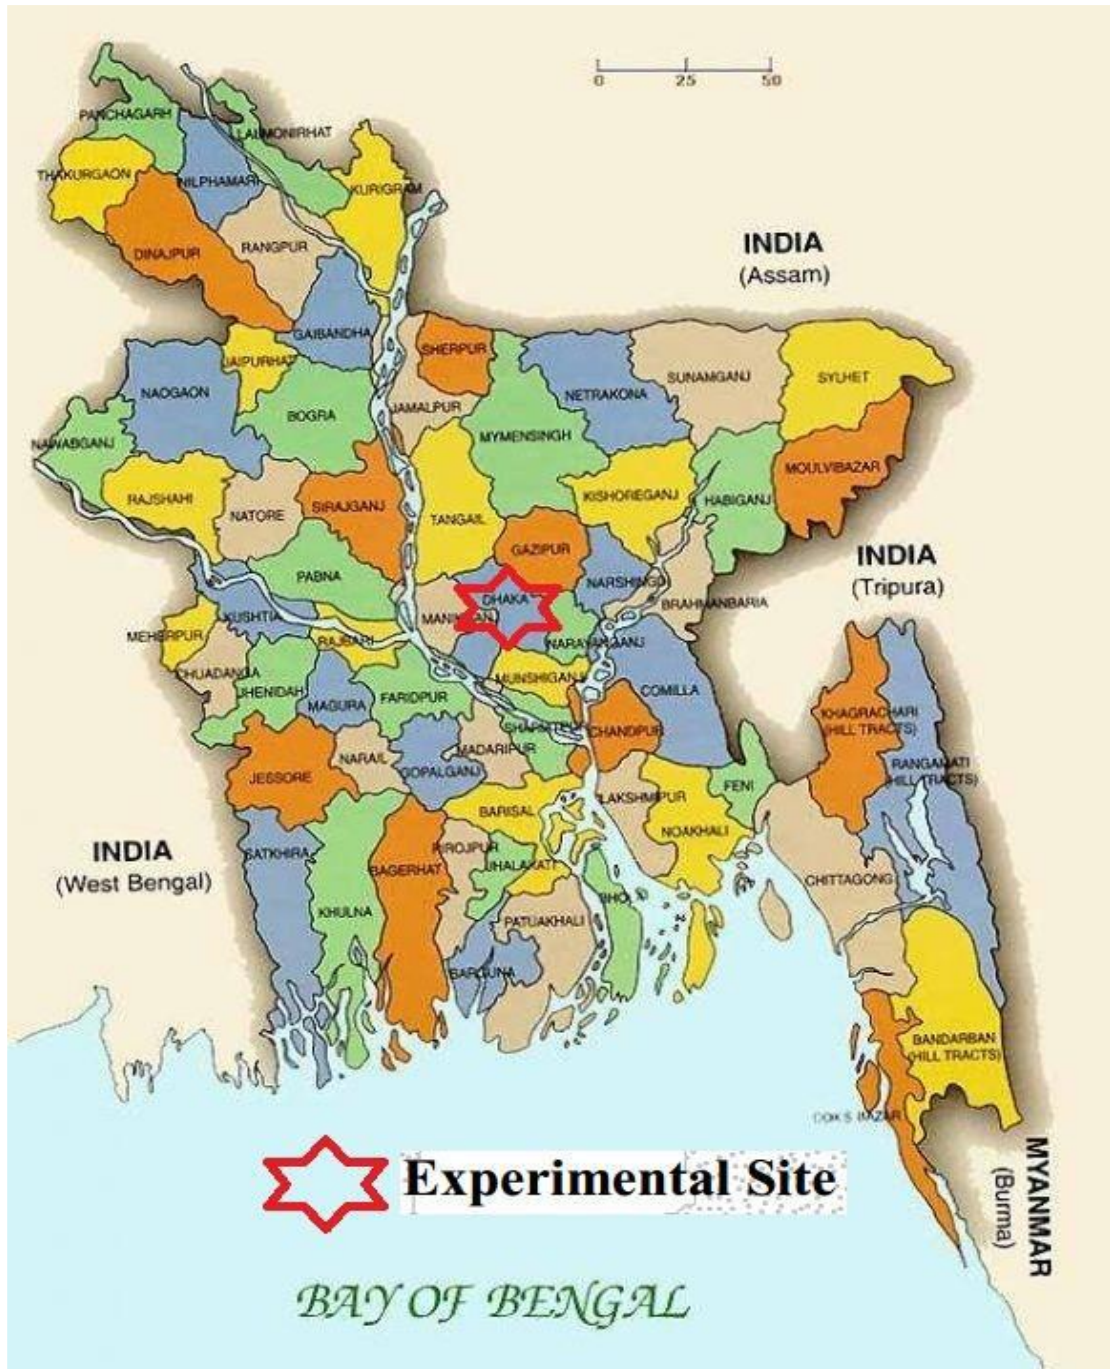 0 25 50
PANCHAGARH
LALMONIRHAT
THAKURGAON
NILPHAMARI
KURIGRAM
DINAJPUR
RANGPUR
INDIA
(Assam)
GAIBANDHA
SHERPUR
JAIPURHAT
NAOGAON
NETRAKONA
SUNAMGANJ
SYLHET
JAMALPUR
BOGRA
MYMENSINGH
NAWABGANJ
MOULVIBAZAR
RAJSHAHI
NATORE
SIRAJGANJ
TANGAIL
KISHOREGANJ
HABIGANJ
GAZIPUR
INDIA
(Tripura)
PABNA
NARSHINGDI
DHAKA
BRAHMANBARIA
KUSHTIA
MEHERPUR
RAJBARI
NARAYANGANJ
CHUADANGA
JHENIDAH
MAGURA
FARIDPUR
MUNSHIGANJ
COMILLA
KHAGRACHARI
(HILL TRACTS)
CHANDPUR
MADARIPUR
NARAIL
GOPALGANJ
JESSORE
RANGAMATI
(HILL TRACTS)
FENI
LAKSHMIPUR
BARISAL
NOAKHALI
INDIA
(West Bengal)
SATKHIRA
PIROJPUR
JHALAKATI
BAGERHAT
CHITTAGONG
KHULNA
PATUAKHALI
BARGUNA
BANDARBAN
(HILL TRACTS)
COX'S BAZAR
MYANMAR
(Burma)
Experimental Site
BAY OF BENGAL